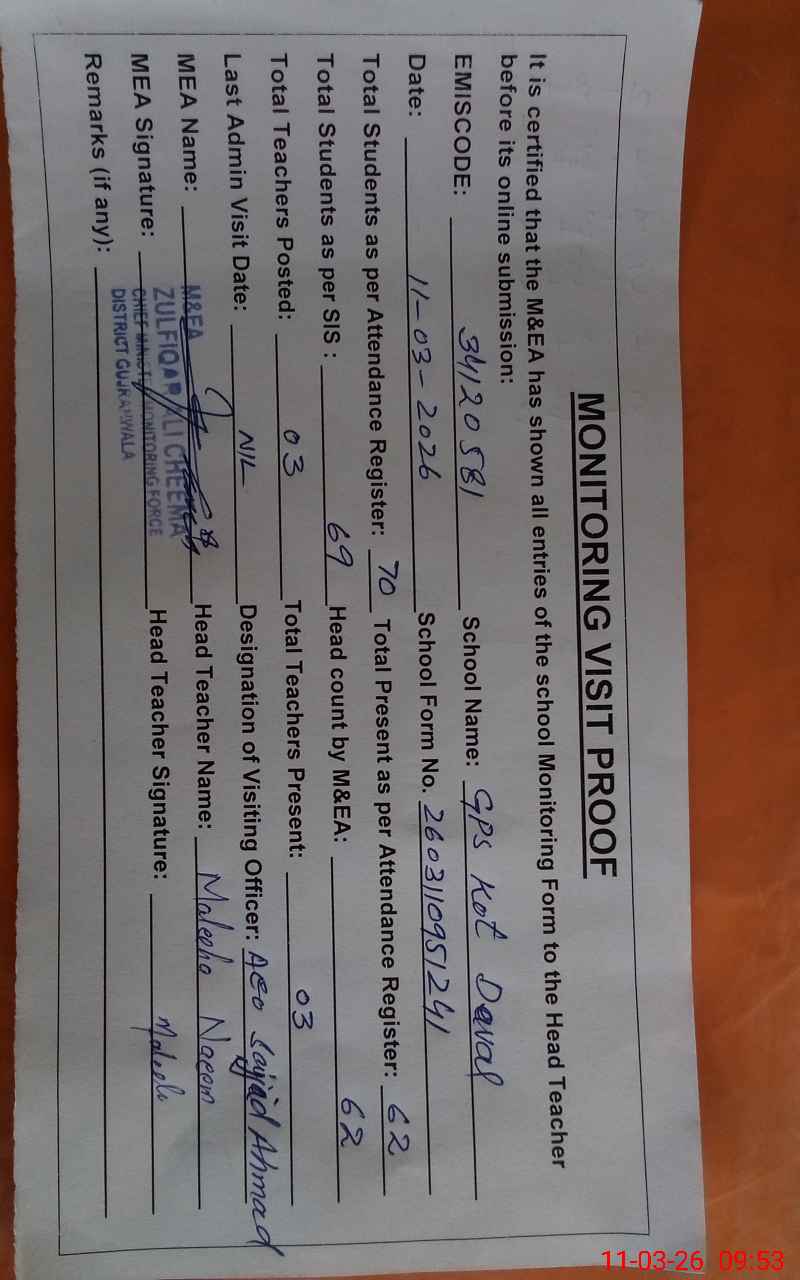 MONITORING VISIT PROOF
It is certified that the M&EA has shown all entries of the school Monitoring Form to the Head Teacher
before its online submission:
EMISCODE: 34120581 School Name: GPS Kot Daval
Date: 11-03-2026 School Form No. 2603110951241
Total Students as per Attendance Register: 70 Total Present as per Attendance Register: 62
Total Students as per SIS : 69 Head count by M&EA: 62
Total Teachers Posted: 03 Total Teachers Present: 03
Last Admin Visit Date: NIL Designation of Visiting Officer: AEO Sajjad Ahmad
MEA Name: Head Teacher Name: Maleeha Naeem
MEA Signature: Head Teacher Signature: Maleeha
Remarks (if any):
M&EA
ZULFIQAR ALI CHEEMA
CHIEF MINISTER MONITORING FORCE
DISTRICT GUJRANWALA
11-03-26 09:53